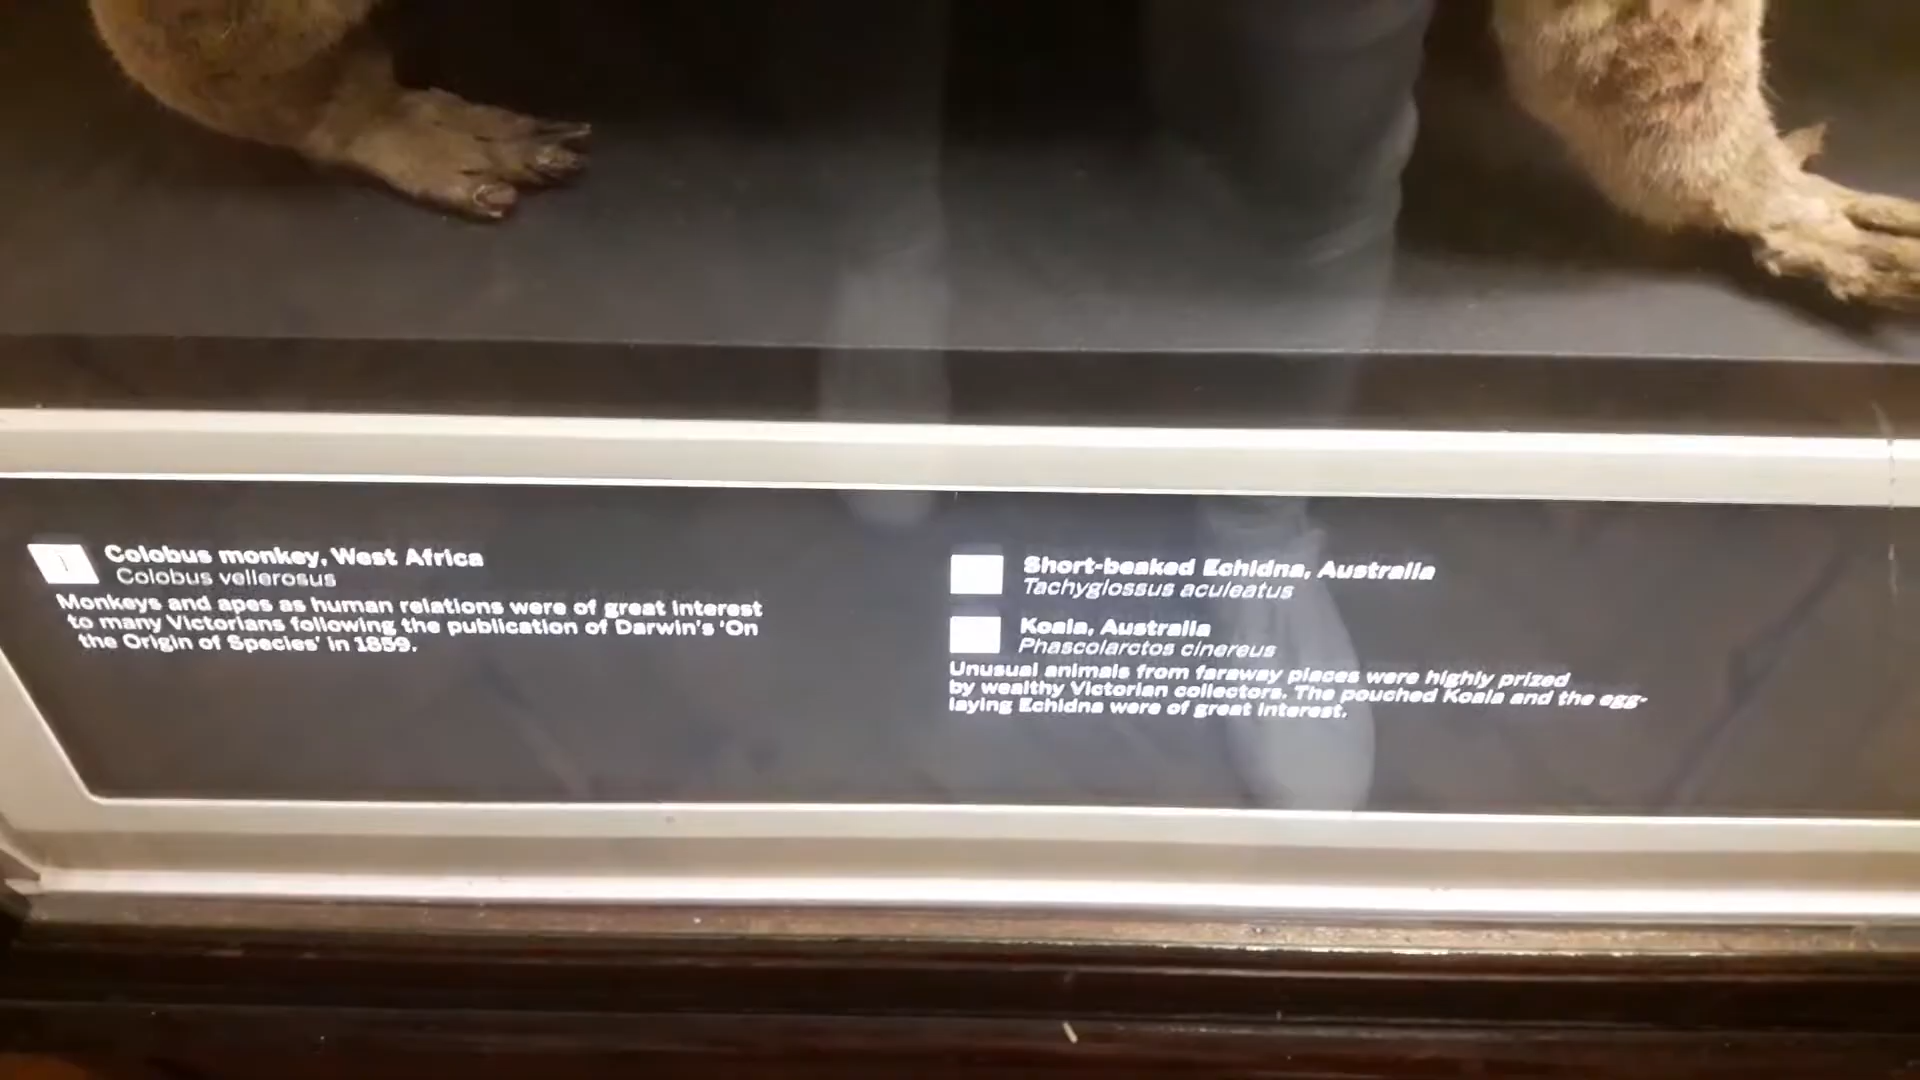 1
Colobus monkey, West Africa
Colobus vellerosus
Monkeys and apes as human relations were of great interest
to many Victorians following the publication of Darwin's 'On
the Origin of Species' in 1859.
Short-beaked Echidna, Australia
Tachyglossus aculeatus
Koala, Australia
Phascolarctos cinereus
Unusual animals from faraway places were highly prized
by wealthy Victorian collectors. The pouched Koala and the egg-
laying Echidna were of great interest.